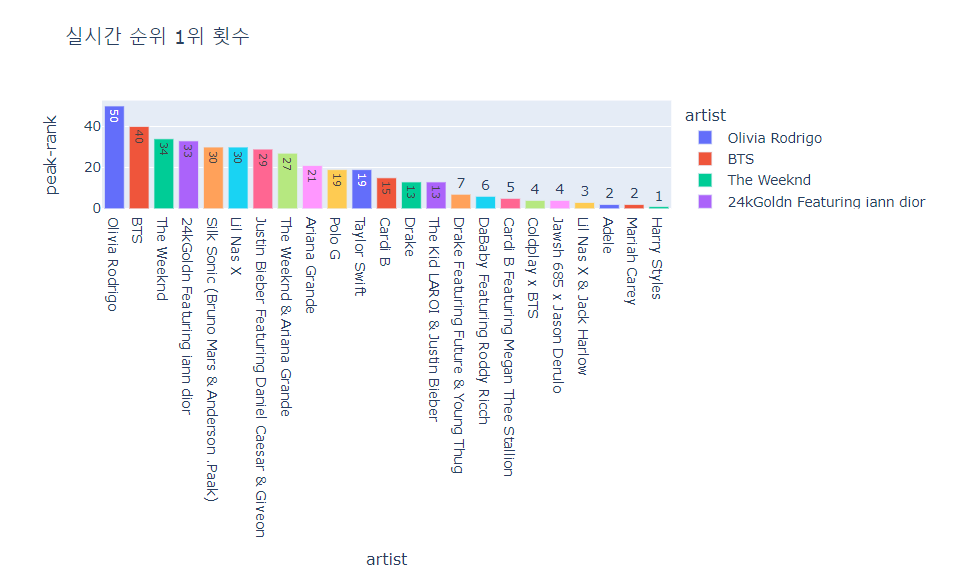 실시간 순위 1위 횟수
peak-rank
40
20
0
50
40
34
33
30
30
29
27
21
19
19
15
13
13
7
6
5
4
4
3
2
2
1
Olivia Rodrigo
BTS
The Weeknd
24kGoldn Featuring iann dior
Silk Sonic (Bruno Mars & Anderson .Paak)
Lil Nas X
Justin Bieber Featuring Daniel Caesar & Giveon
The Weeknd & Ariana Grande
Ariana Grande
Polo G
Taylor Swift
Cardi B
Drake
The Kid LAROI & Justin Bieber
Drake Featuring Future & Young Thug
DaBaby Featuring Roddy Ricch
Cardi B Featuring Megan Thee Stallion
Coldplay x BTS
Jawsh 685 x Jason Derulo
Lil Nas X & Jack Harlow
Adele
Mariah Carey
Harry Styles
artist
artist
Olivia Rodrigo
BTS
The Weeknd
24kGoldn Featuring iann dior